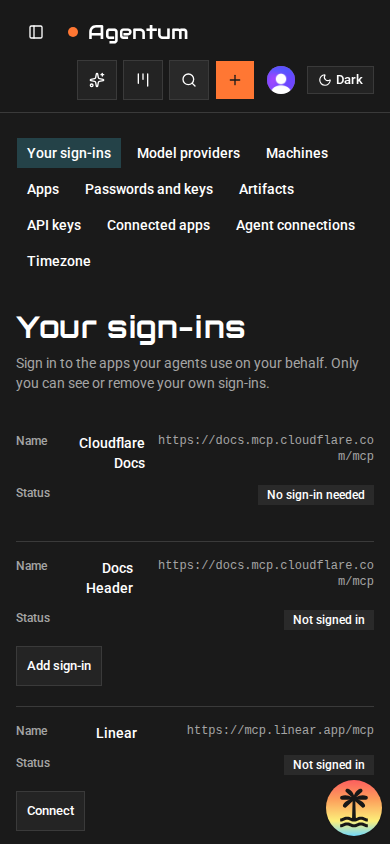 Agentum
Dark
Your sign-ins Model providers Machines
Apps Passwords and keys Artifacts
API keys Connected apps Agent connections
Timezone
Your sign-ins
Sign in to the apps your agents use on your behalf. Only
you can see or remove your own sign-ins.
Name Cloudflare https://docs.mcp.cloudflare.co
Docs m/mcp
Status No sign-in needed
Name Docs https://docs.mcp.cloudflare.co
Header m/mcp
Status Not signed in
Add sign-in
Name Linear https://mcp.linear.app/mcp
Status Not signed in
Connect